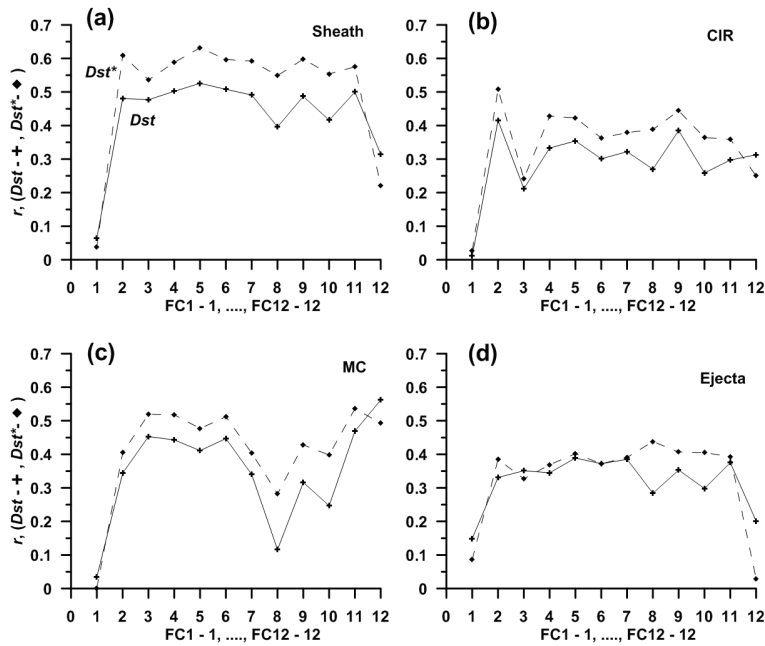 (a)
Sheath
0.7
0.6
0.5
0.4
0.3
0.2
0.1
0
Dst*
Dst
r, (Dst - +, Dst*- ◆)
0 1 2 3 4 5 6 7 8 9 10 11 12
FC1 - 1, ...., FC12 - 12
(b)
CIR
0.7
0.6
0.5
0.4
0.3
0.2
0.1
0
r, (Dst - +, Dst*- ◆)
0 1 2 3 4 5 6 7 8 9 10 11 12
FC1 - 1, ...., FC12 - 12
(c)
MC
0.7
0.6
0.5
0.4
0.3
0.2
0.1
0
r, (Dst - +, Dst*- ◆)
0 1 2 3 4 5 6 7 8 9 10 11 12
FC1 - 1, ...., FC12 - 12
(d)
Ejecta
0.7
0.6
0.5
0.4
0.3
0.2
0.1
0
r, (Dst - +, Dst*- ◆)
0 1 2 3 4 5 6 7 8 9 10 11 12
FC1 - 1, ...., FC12 - 12